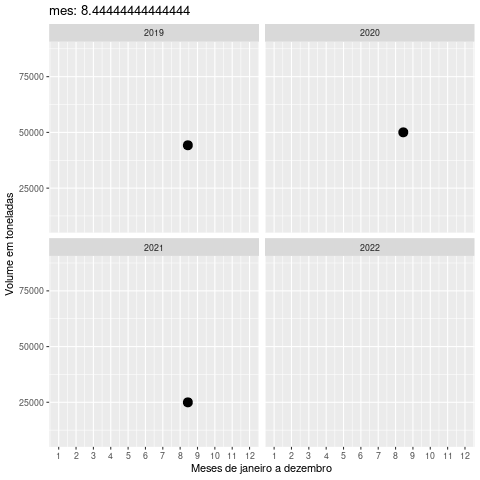 mes: 8.44444444444444
2019 2020
75000
50000
25000
2021 2022
75000
50000
25000
1 2 3 4 5 6 7 8 9 10 11 12 1 2 3 4 5 6 7 8 9 10 11 12
Meses de janeiro a dezembro
Volume em toneladas